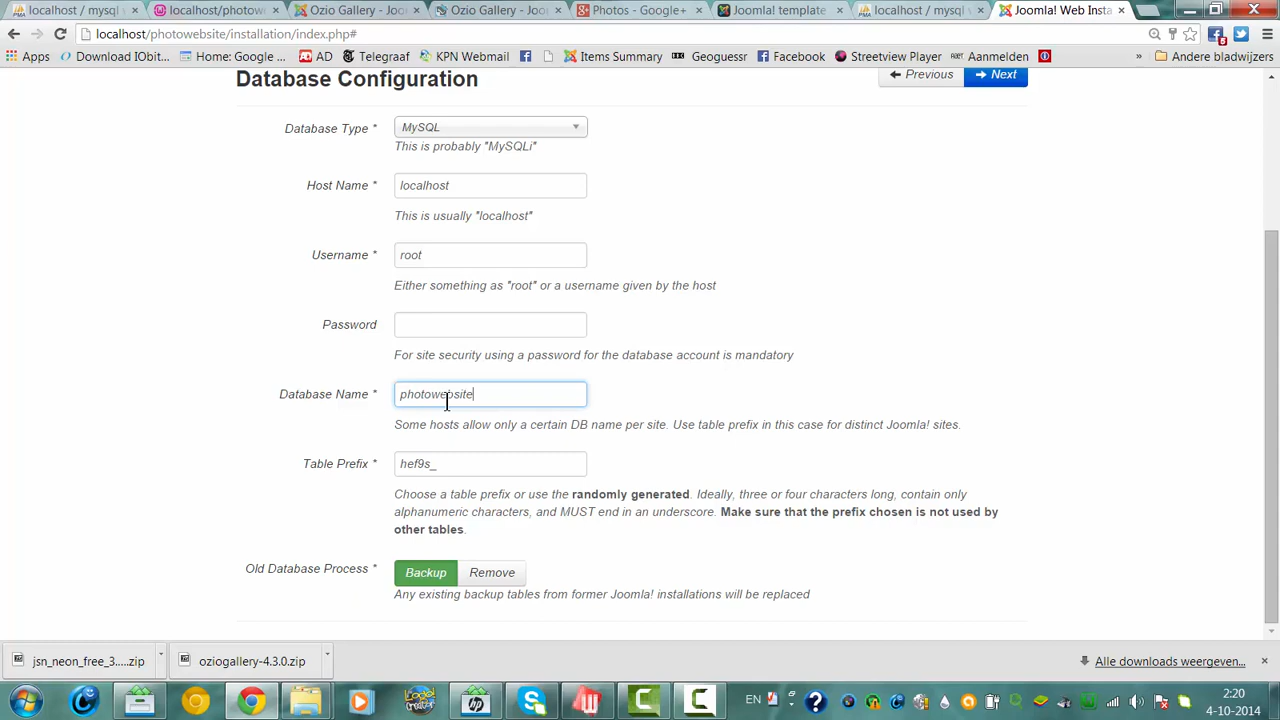 localhost / mysql w
localhost/photoweb
Ozio Gallery - Joo
Ozio Gallery - Joo
Photos - Google+
Joomla! template
localhost / mysql w
Joomla! Web Insta
localhost/photowebsite/installation/index.php#
Apps
Download IObit...
Home: Google ...
AD
Telegraaf
KPN Webmail
Items Summary
Geoguessr
Facebook
Streetview Player
Aanmelden
»
Andere bladwijzers
Database Configuration
Previous
Next
Database Type *
MySQL
This is probably "MySQLi"
Host Name *
localhost
This is usually "localhost"
Username *
root
Either something as "root" or a username given by the host
Password
For site security using a password for the database account is mandatory
Database Name *
photowebsite
Some hosts allow only a certain DB name per site. Use table prefix in this case for distinct Joomla! sites.
Table Prefix *
hef9s_
Choose a table prefix or use the randomly generated. Ideally, three or four characters long, contain only
alphanumeric characters, and MUST end in an underscore. Make sure that the prefix chosen is not used by
other tables.
Old Database Process *
Backup
Remove
Any existing backup tables from former Joomla! installations will be replaced
jsn_neon_free_3....zip
oziogallery-4.3.0.zip
Alle downloads weergeven...
EN
2:20
4-10-2014